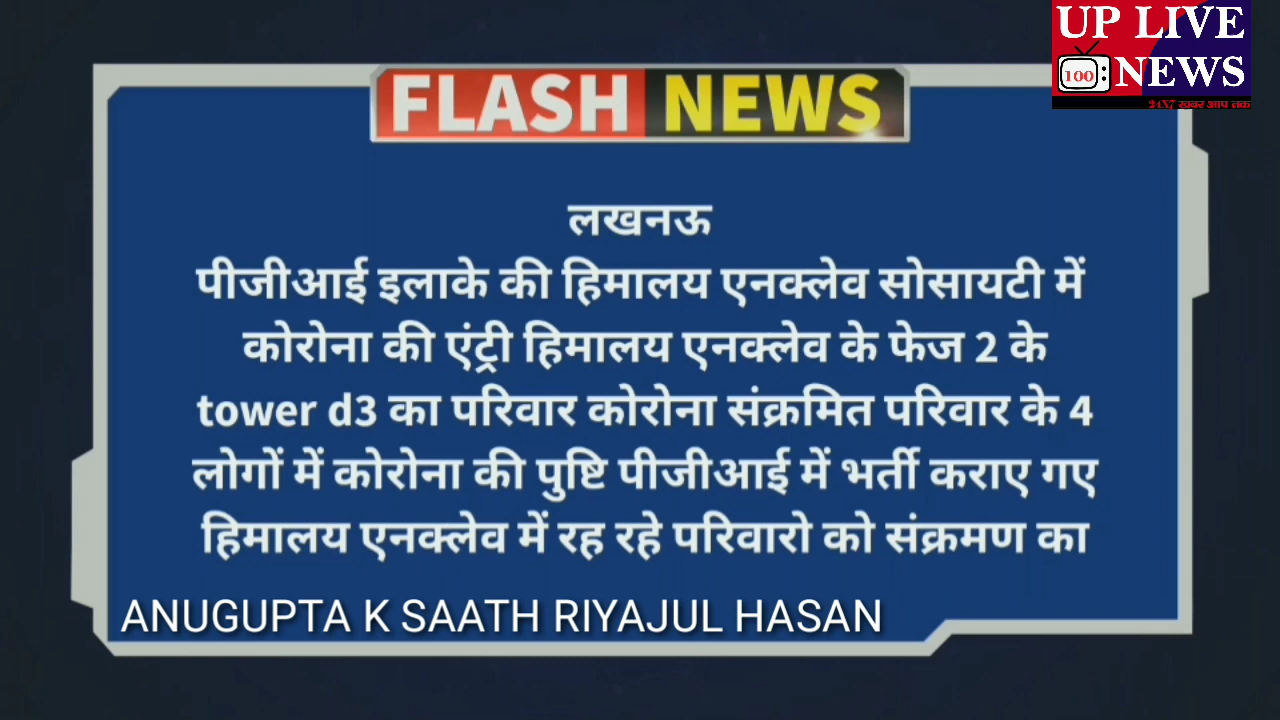 UP LIVE
100 NEWS
24X7 खबर आप तक
FLASH NEWS
लखनऊ
पीजीआई इलाके की हिमालय एनक्लेव सोसायटी में
कोरोना की एंट्री हिमालय एनक्लेव के फेज 2 के
tower d3 का परिवार कोरोना संक्रमित परिवार के 4
लोगों में कोरोना की पुष्टि पीजीआई में भर्ती कराए गए
हिमालय एनक्लेव में रह रहे परिवारो को संक्रमण का
ANUGUPTA K SAATH RIYAJUL HASAN